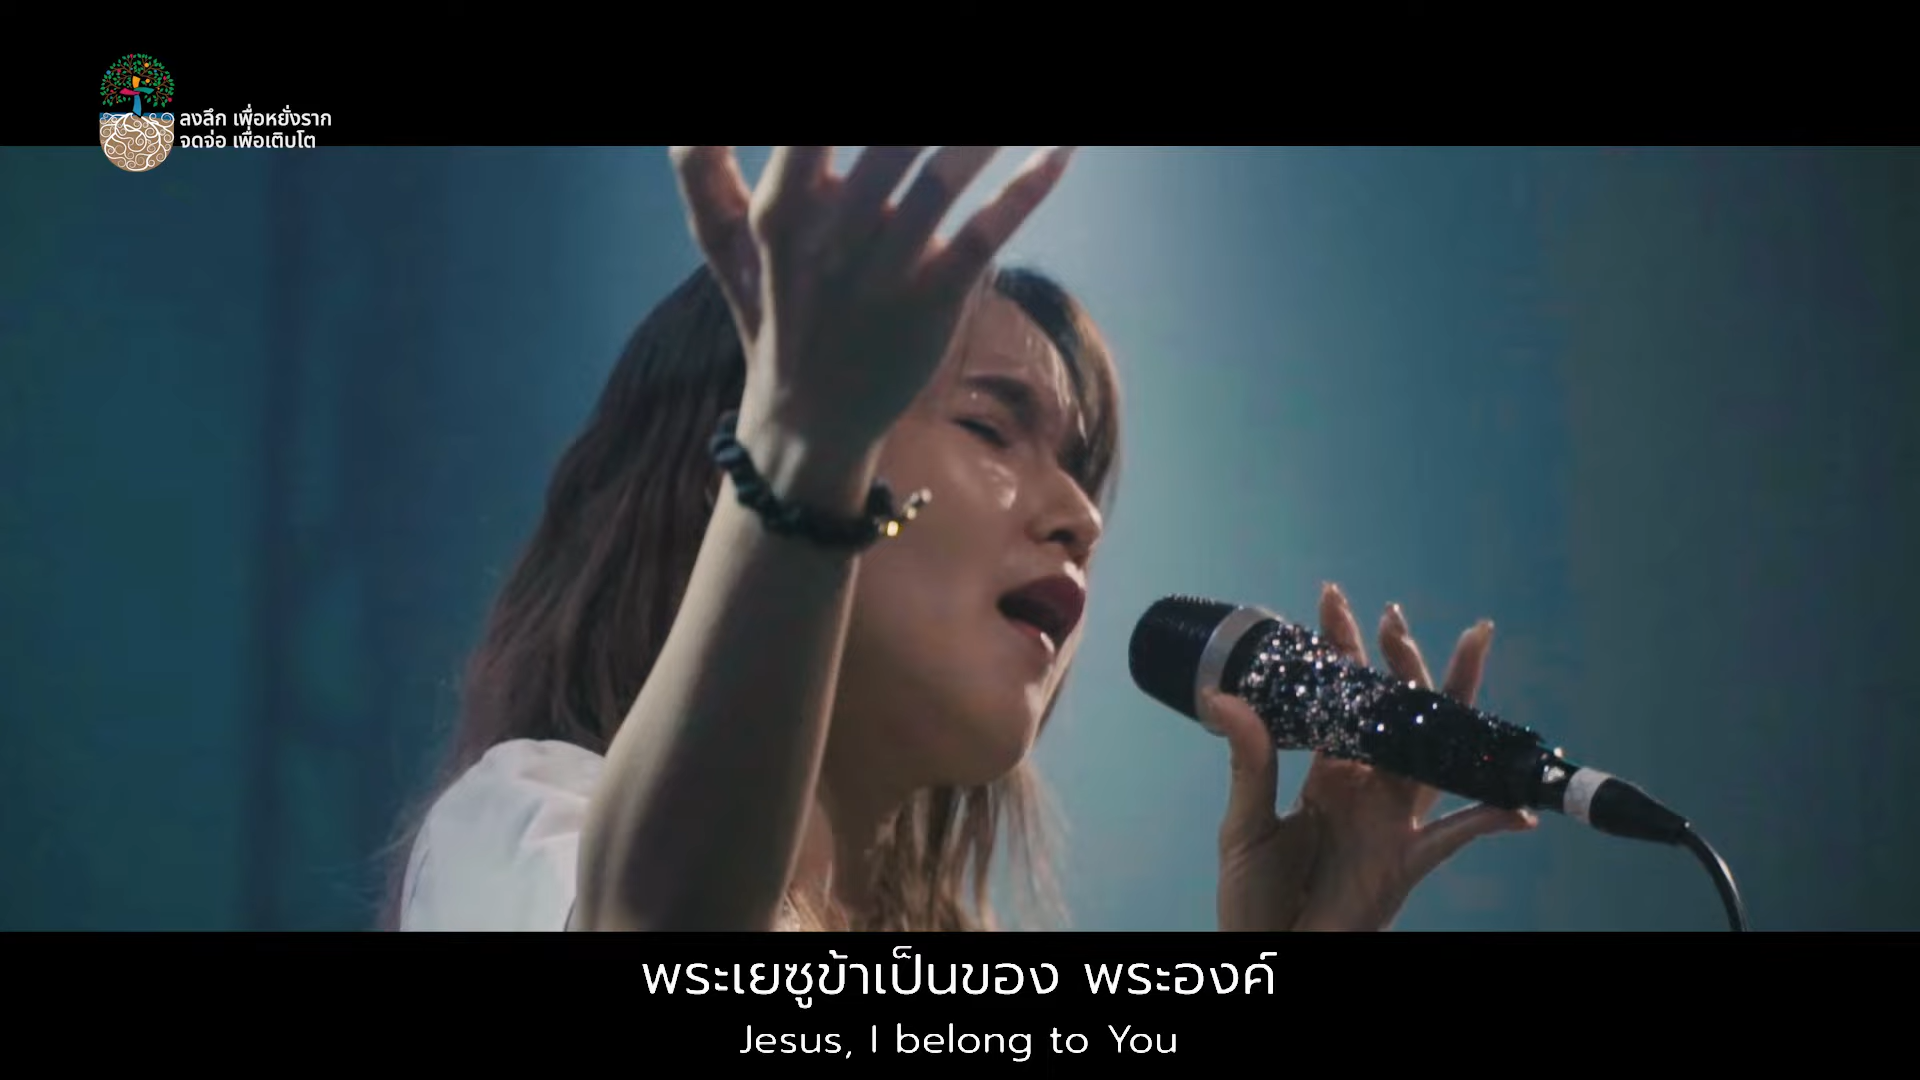 ลงลึก เพื่อหยั่งราก
จดจ่อ เพื่อเติบโต
พระเยซูข้าเป็นของ พระองค์
Jesus, I belong to You